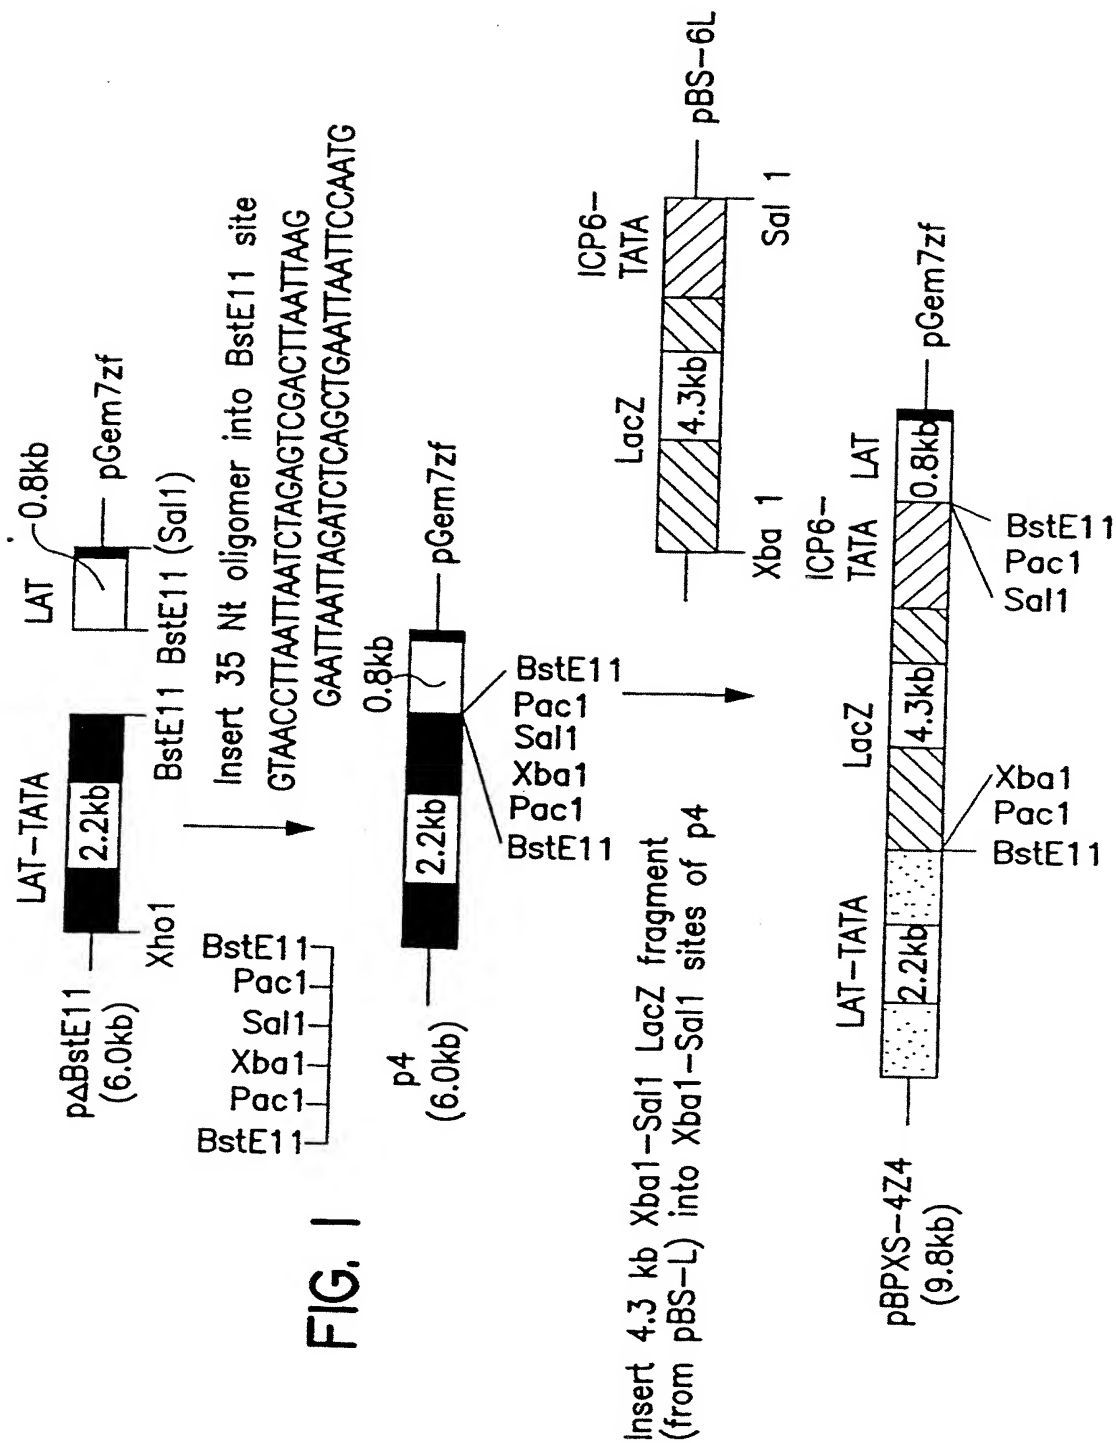 LAT-TATA
LAT
0.8kb
pΔBstE11
(6.0kb)
2.2kb
pGem7zf
Xho1
BstE11 BstE11 (Sal1)
BstE11
Pac1
Sal1
Xba1
Pac1
BstE11
Insert 35 Nt oligomer into BstE11 site
GTAACCTTAATTAATCTAGAGTCGACTTAATTAAG
GAATTAATTAGATCTCAGCTGAATTAATTCCAATG
FIG. 1
p4
(6.0kb)
2.2kb
0.8kb
pGem7zf
BstE11
Pac1
Sal1
Xba1
Pac1
BstE11
Insert 4.3 kb Xba1-Sal1 LacZ fragment
(from pBS-L) into Xba1-Sal1 sites of p4
LacZ
ICP6-
TATA
4.3kb
pBS-6L
Xba 1
Sal 1
LAT-TATA
LacZ
ICP6-
TATA
LAT
pBPXS-4Z4
(9.8kb)
2.2kb
4.3kb
0.8kb
pGem7zf
Xba1
Pac1
BstE11
BstE11
Pac1
Sal1